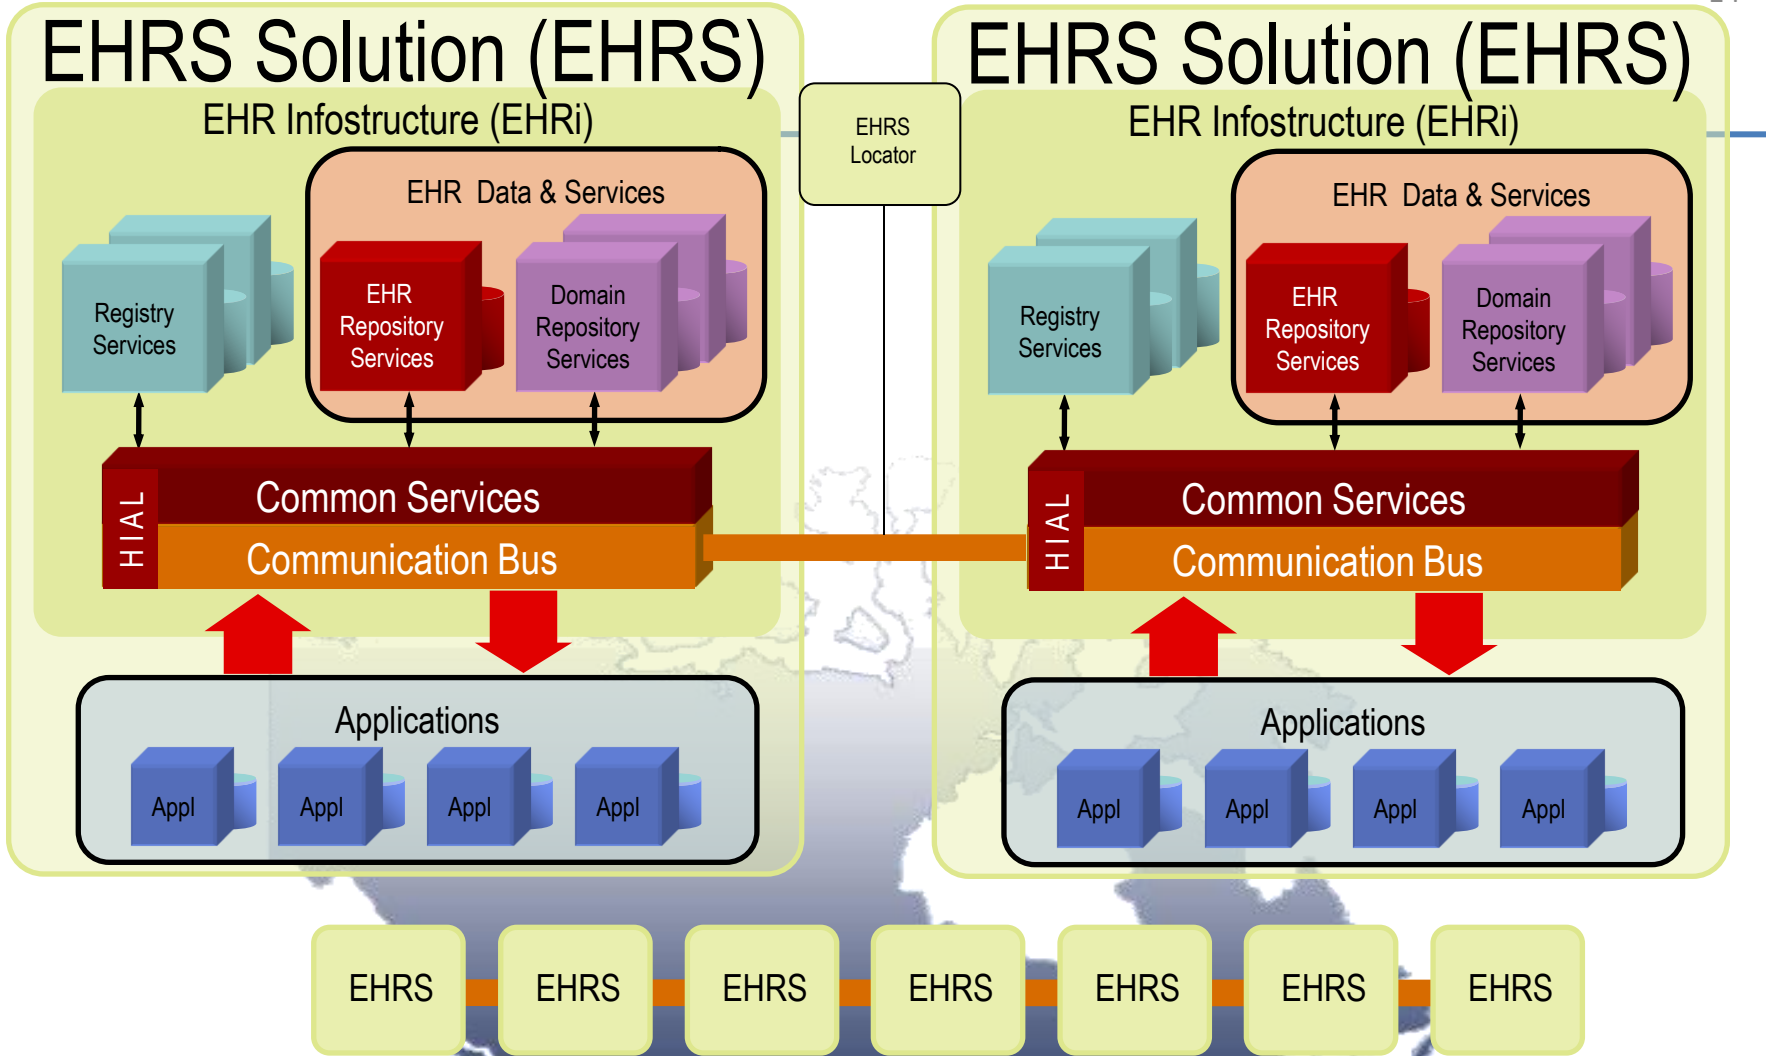 EHRS Solution (EHRS)
EHR Infostructure (EHRi)
EHR Data & Services
Registry
Services
EHR
Repository
Services
Domain
Repository
Services
HIAL
Common Services
Communication Bus
Applications
Appl
Appl
Appl
Appl
EHRS
Locator
EHRS Solution (EHRS)
EHR Infostructure (EHRi)
EHR Data & Services
Registry
Services
EHR
Repository
Services
Domain
Repository
Services
HIAL
Common Services
Communication Bus
Applications
Appl
Appl
Appl
Appl
EHRS
EHRS
EHRS
EHRS
EHRS
EHRS
EHRS